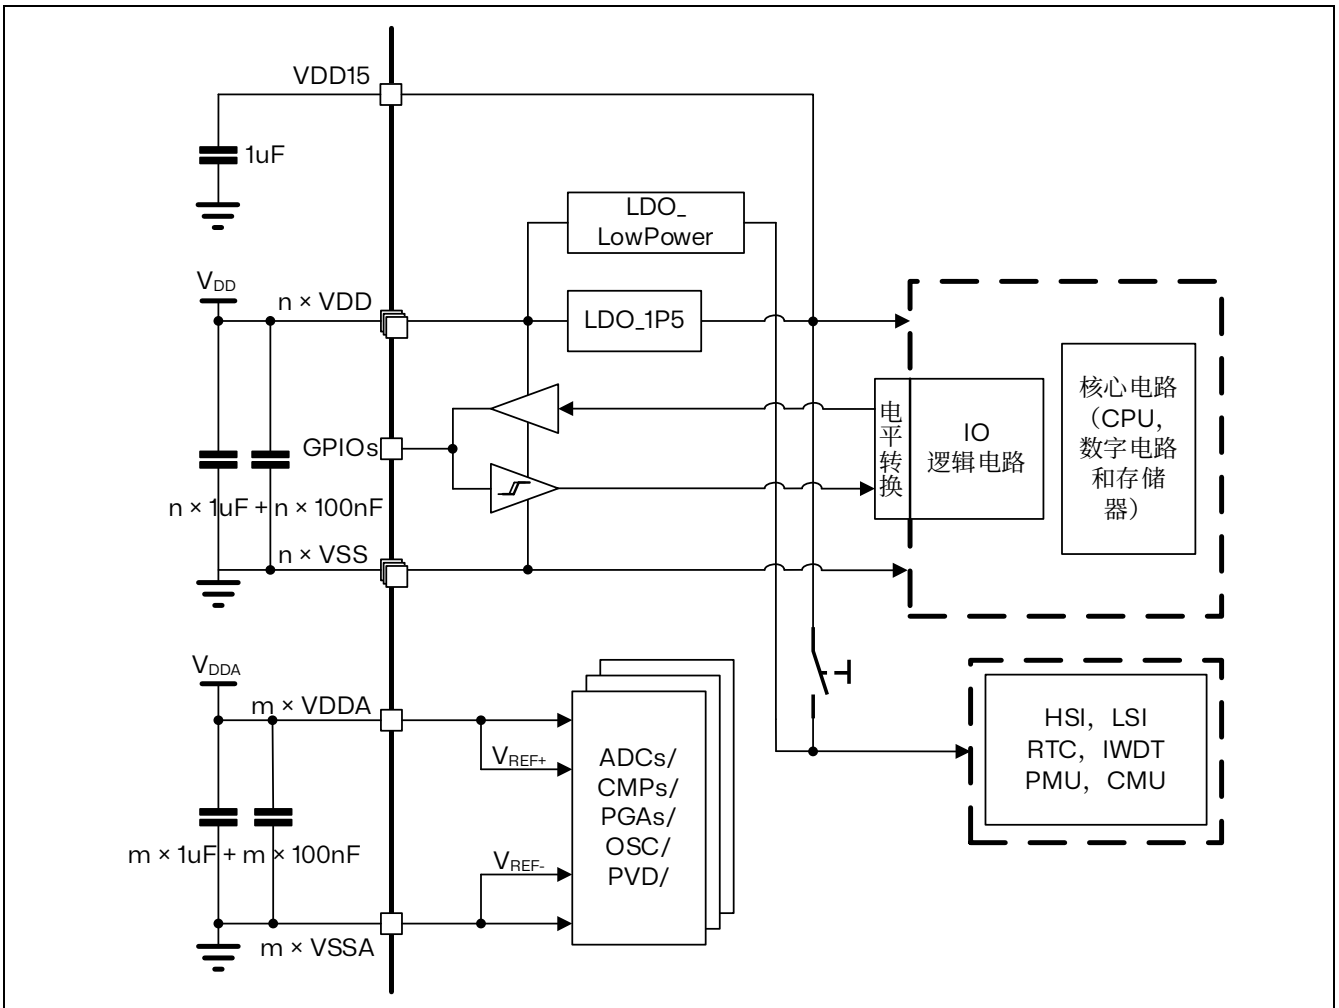 VDD15
1uF
LDO_
LowPower
VDD
n × VDD
LDO_1P5
GPIOs
n × 1uF + n × 100nF
n × VSS
电
平
转
换
IO
逻辑电路
核心电路
（CPU，
数字电路
和存储
器）
VDDA
m × VDDA
VREF+
ADCs/
CMPs/
PGAs/
OSC/
PVD/
VREF-
m × 1uF + m × 100nF
m × VSSA
HSI，LSI
RTC，IWDT
PMU，CMU